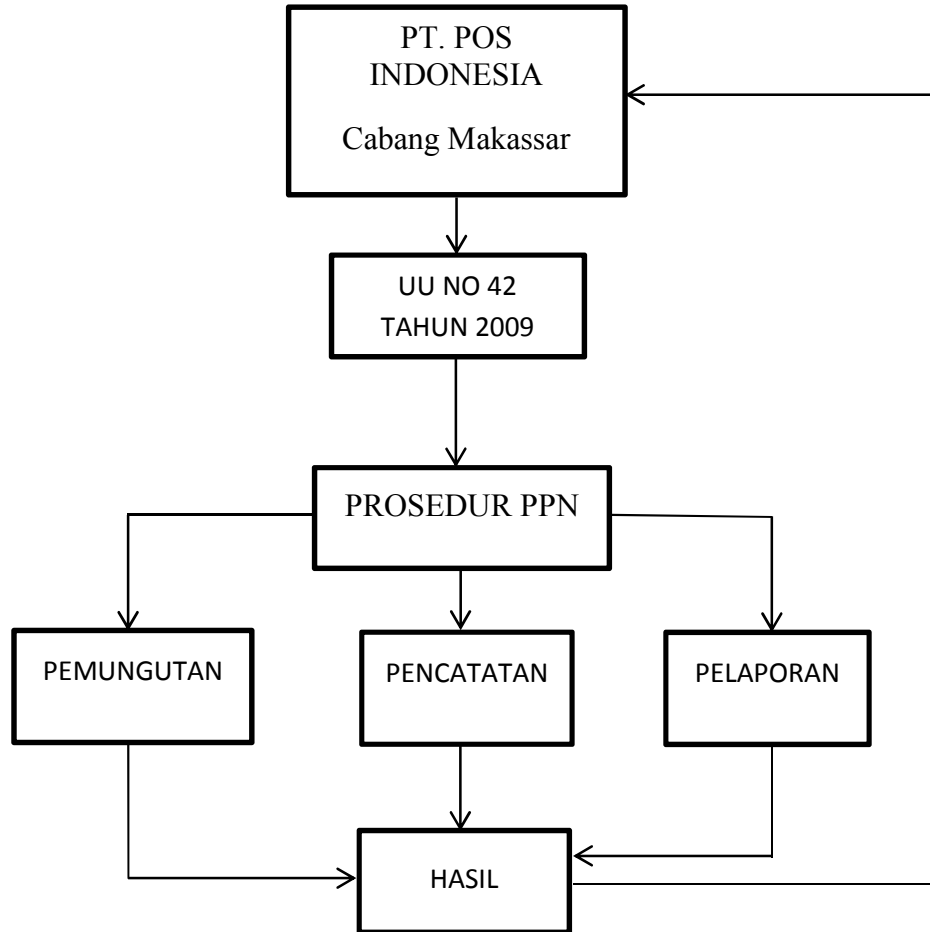 PT. POS
INDONESIA
Cabang Makassar
UU NO 42
TAHUN 2009
PROSEDUR PPN
PEMUNGUTAN
PENCATATAN
PELAPORAN
HASIL